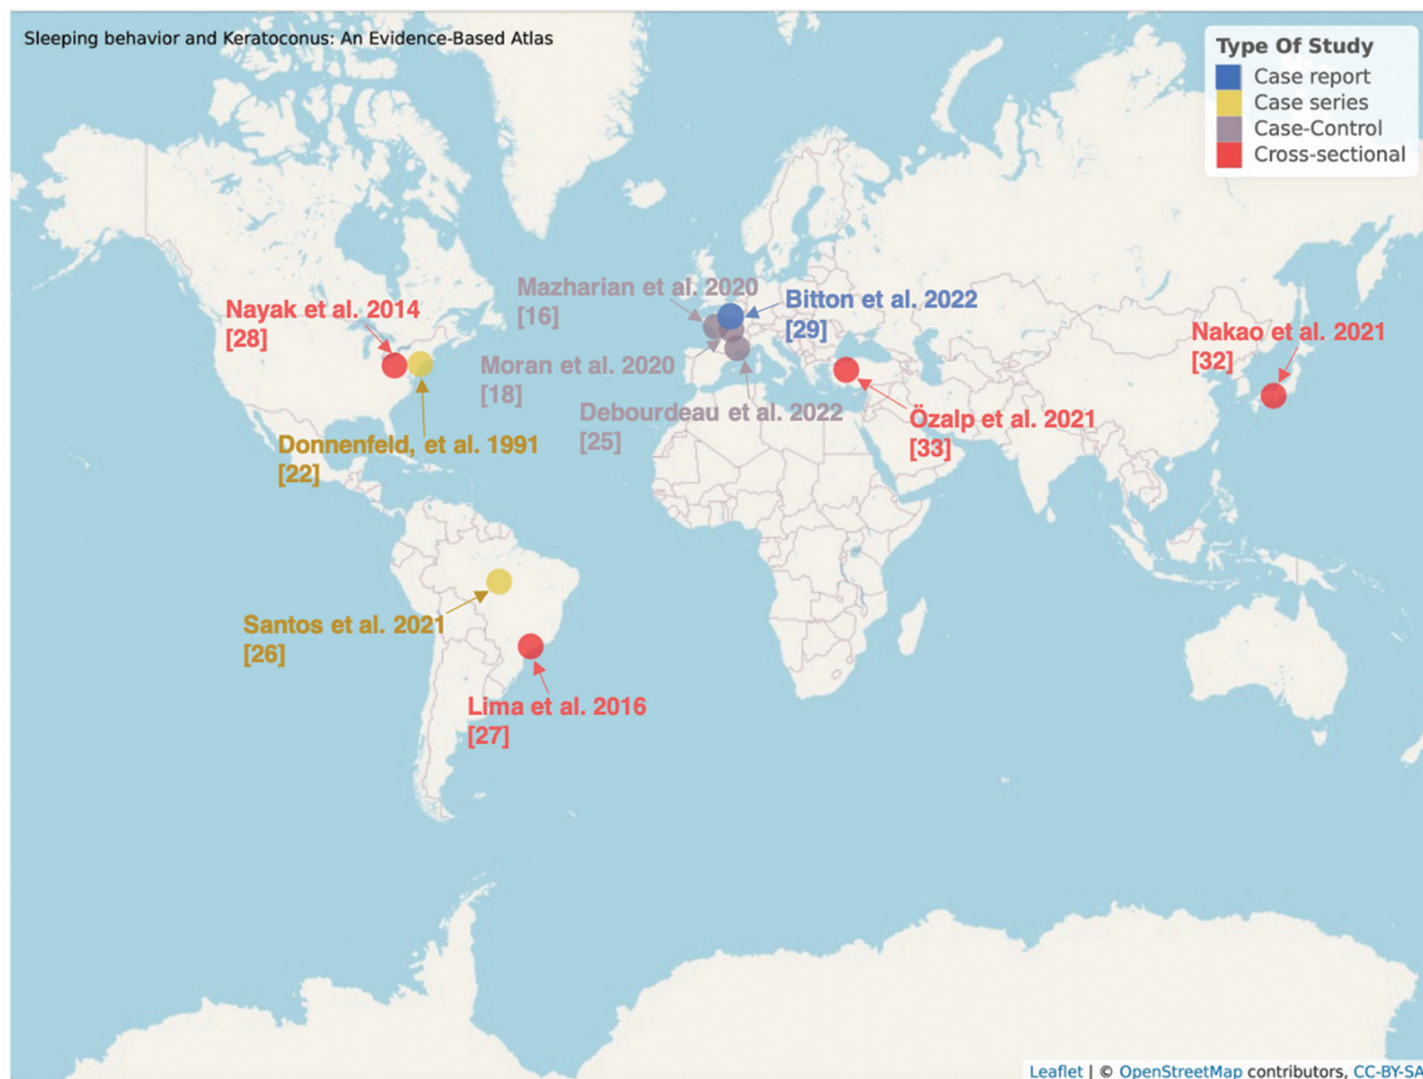 Sleeping behavior and Keratoconus: An Evidence-Based Atlas
Type Of Study
Case report
Case series
Case-Control
Cross-sectional
Mazharian et al. 2020
[16]
Bitton et al. 2022
[29]
Nayak et al. 2014
[28]
Nakao et al. 2021
[32]
Moran et al. 2020
[18]
Debourdeau et al. 2022
[25]
Özalp et al. 2021
[33]
Donnenfeld, et al. 1991
[22]
Santos et al. 2021
[26]
Lima et al. 2016
[27]
Leaflet | © OpenStreetMap contributors, CC-BY-SA